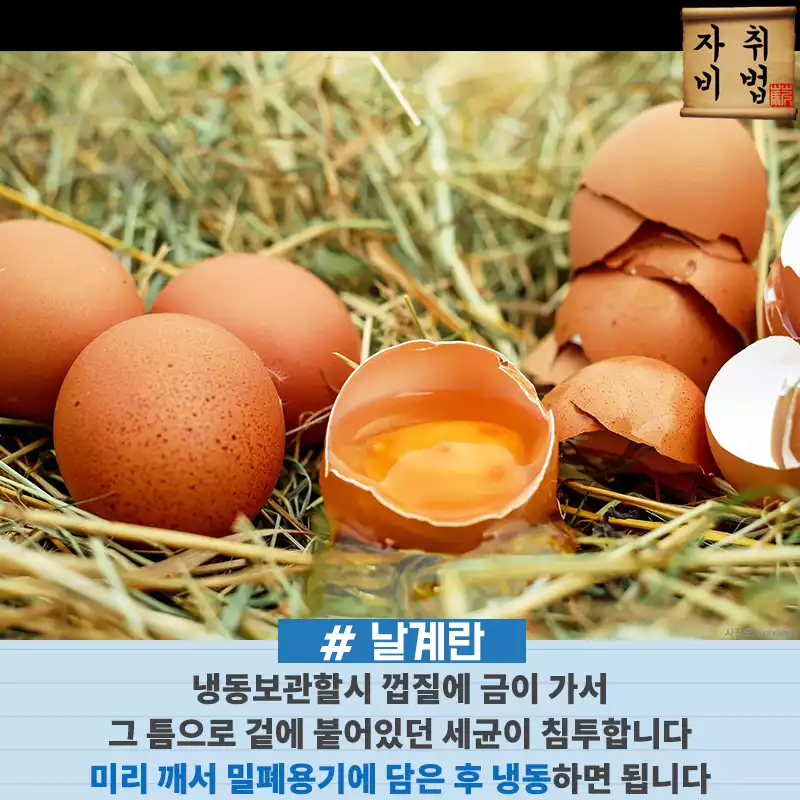 자취
비법
# 날계란
냉동보관할시 껍질에 금이 가서
그 틈으로 겉에 붙어있던 세균이 침투합니다
미리 깨서 밀폐용기에 담은 후 냉동하면 됩니다